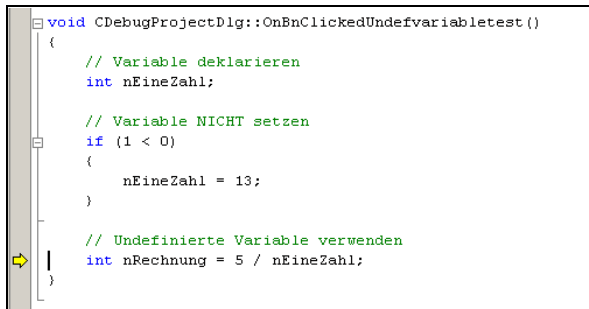 void CDebugProjectDlg::OnBnClickedUndefvariabletest()
{
// Variable deklarieren
int nEineZahl;
// Variable NICHT setzen
if (1 < 0)
{
nEineZahl = 13;
}
// Undefinierte Variable verwenden
int nRechnung = 5 / nEineZahl;
}